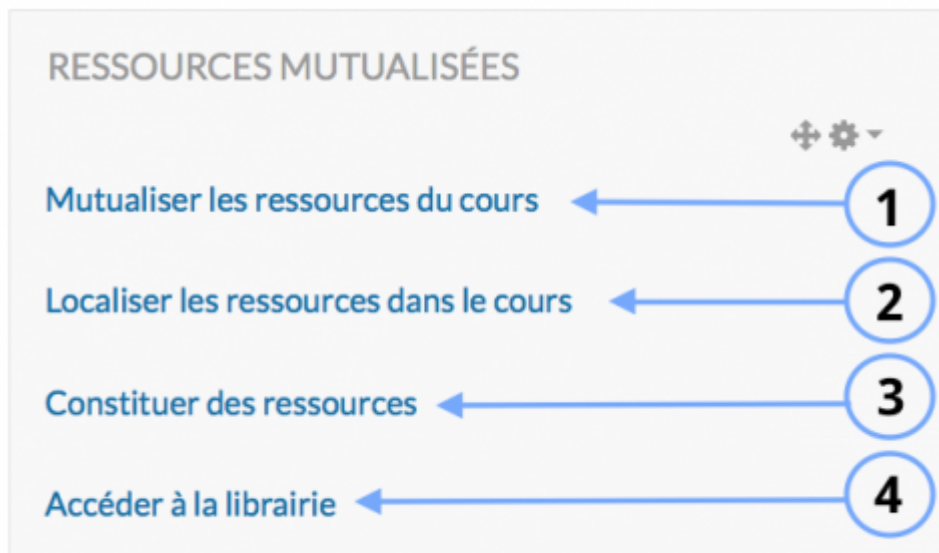 RESSOURCES MUTUALISÉES
Mutualiser les ressources du cours 1
Localiser les ressources dans le cours 2
Constituer des ressources 3
Accéder à la librairie 4